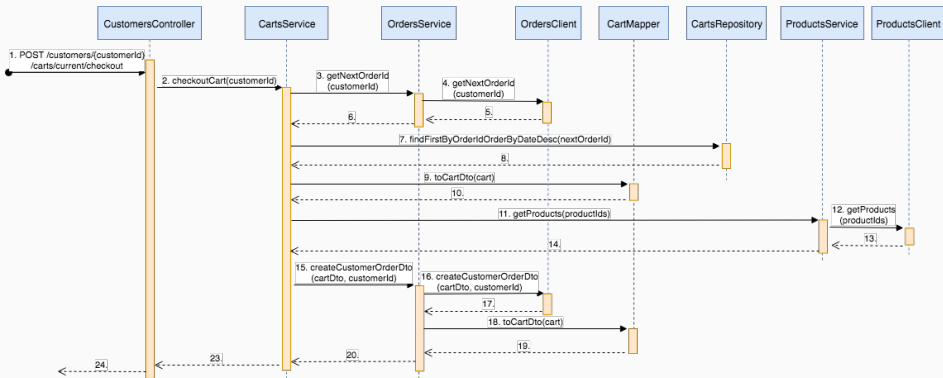 CustomersController
CartsService
OrdersService
OrdersClient
CartMapper
CartsRepository
ProductsService
ProductsClient
1. POST /customers/{customerId}
/carts/current/checkout
2. checkoutCart(customerId)
3. getNextOrderId
(customerId)
4. getNextOrderId
(customerId)
5.
6.
7. findFirstByOrderIdOrderByDateDesc(nextOrderId)
8.
9. toCartDto(cart)
10.
11. getProducts(productIds)
12. getProducts
(productIds)
13.
14.
15. createCustomerOrderDto
(cartDto, customerId)
16. createCustomerOrderDto
(cartDto, customerId)
17.
18. toCartDto(cart)
19.
20.
23.
24.